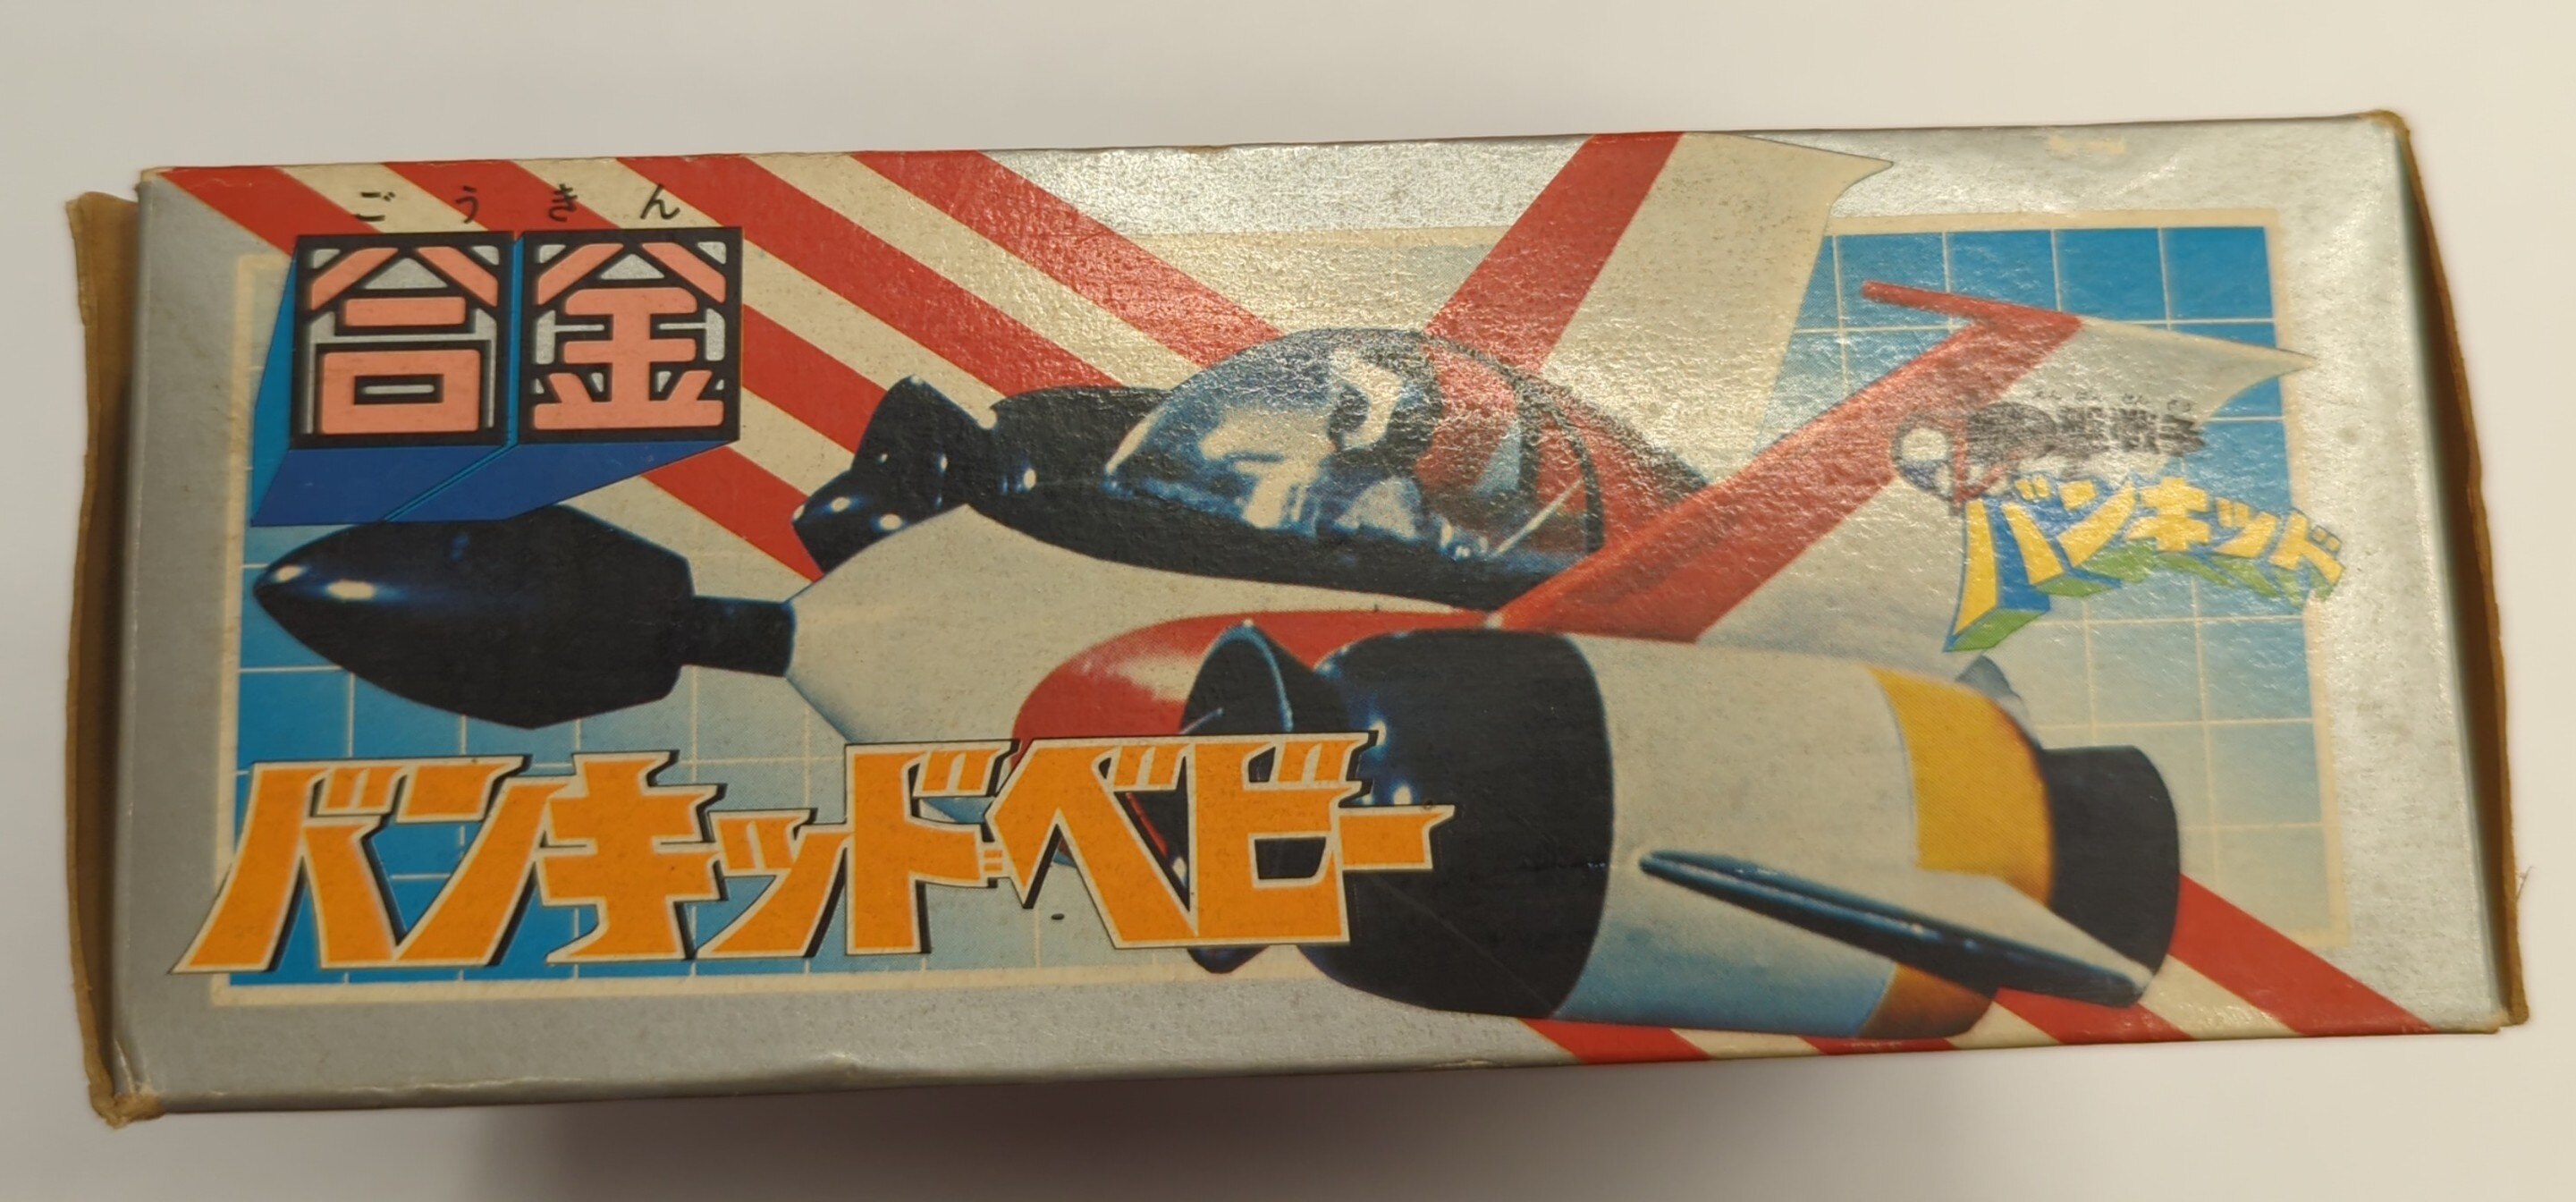 ごうきん
合金
バンキッド
バンキッド=ベビー